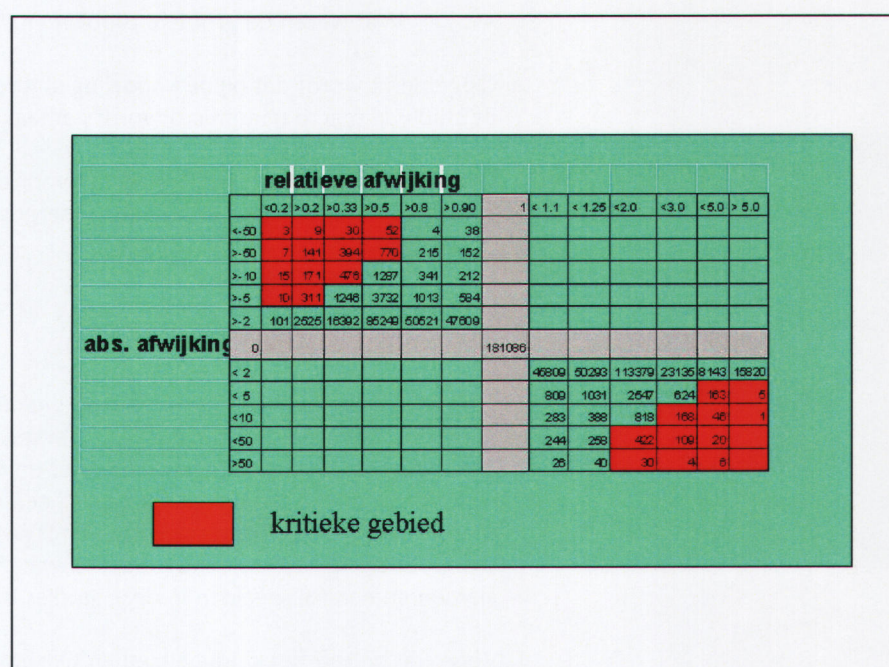 relatieve afwijking
<0.2 >0.2 >0.33 >0.5 >0.8 >0.90 1 < 1.1 < 1.25 <2.0 <3.0 <5.0 > 5.0
<-50 3 9 30 52 4 38
>-50 7 141 394 770 215 152
>-10 15 171 476 1287 341 212
>-5 10 311 1246 3732 1013 584
>-2 101 2525 16392 85249 50521 47609
abs. afwijking 0 181086
< 2 45809 50293 113379 23135 8143 15820
< 5 809 1031 2547 624 163 5
<10 283 388 818 168 46 1
<50 244 258 422 109 20
>50 26 40 30 4 6
kritieke gebied